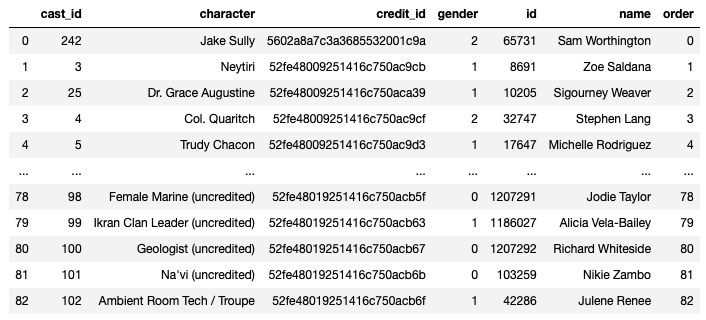 cast_id character credit_id gender id name order
0 242 Jake Sully 5602a8a7c3a3685532001c9a 2 65731 Sam Worthington 0
1 3 Neytiri 52fe48009251416c750ac9cb 1 8691 Zoe Saldana 1
2 25 Dr. Grace Augustine 52fe48009251416c750aca39 1 10205 Sigourney Weaver 2
3 4 Col. Quaritch 52fe48009251416c750ac9cf 2 32747 Stephen Lang 3
4 5 Trudy Chacon 52fe48009251416c750ac9d3 1 17647 Michelle Rodriguez 4
... ... ... ... ... ... ... ...
78 98 Female Marine (uncredited) 52fe48019251416c750acb5f 0 1207291 Jodie Taylor 78
79 99 Ikran Clan Leader (uncredited) 52fe48019251416c750acb63 1 1186027 Alicia Vela-Bailey 79
80 100 Geologist (uncredited) 52fe48019251416c750acb67 0 1207292 Richard Whiteside 80
81 101 Na'vi (uncredited) 52fe48019251416c750acb6b 0 103259 Nikie Zambo 81
82 102 Ambient Room Tech / Troupe 52fe48019251416c750acb6f 1 42286 Julene Renee 82